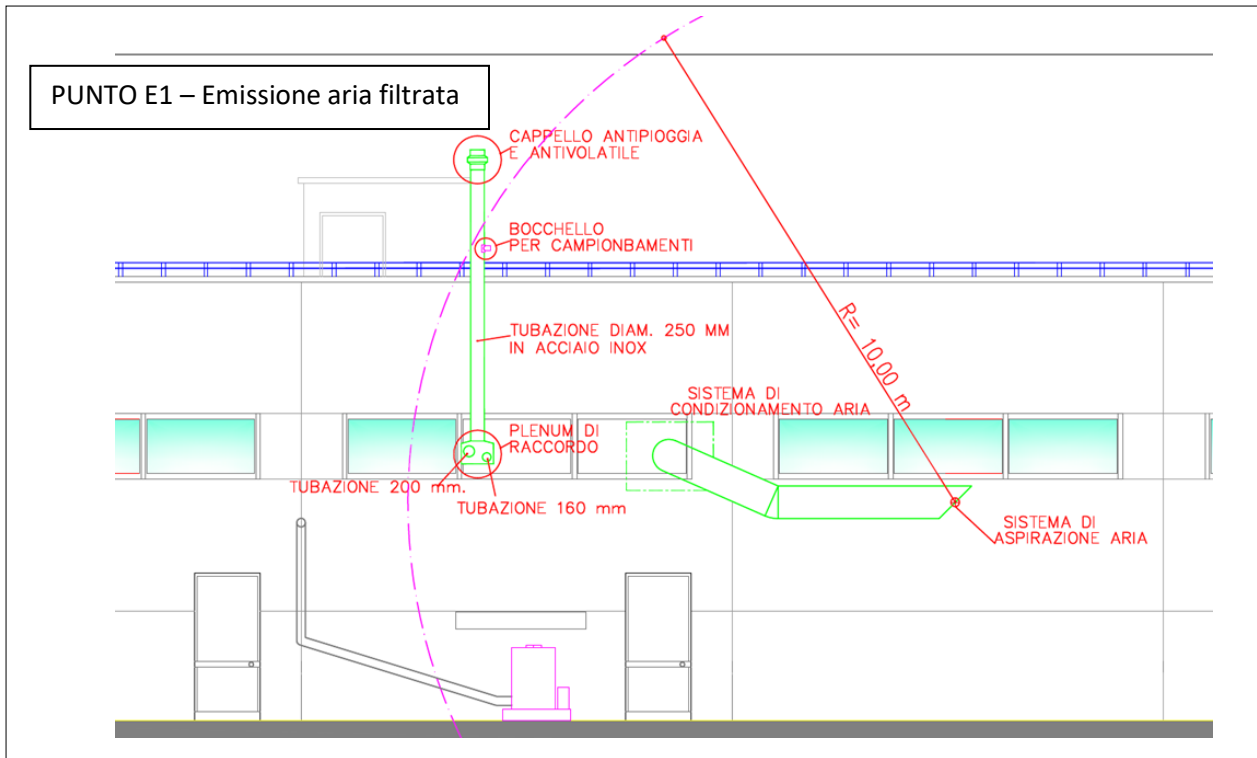 PUNTO E1 – Emissione aria filtrata
CAPPELLO ANTIPIOGGIA
E ANTIVOLATILE
BOCCHELLO
PER CAMPIONBAMENTI
TUBAZIONE DIAM. 250 MM
IN ACCIAIO INOX
R= 10,00 m
SISTEMA DI
CONDIZIONAMENTO ARIA
PLENUM DI
RACCORDO
TUBAZIONE 200 mm.
TUBAZIONE 160 mm
SISTEMA DI
ASPIRAZIONE ARIA